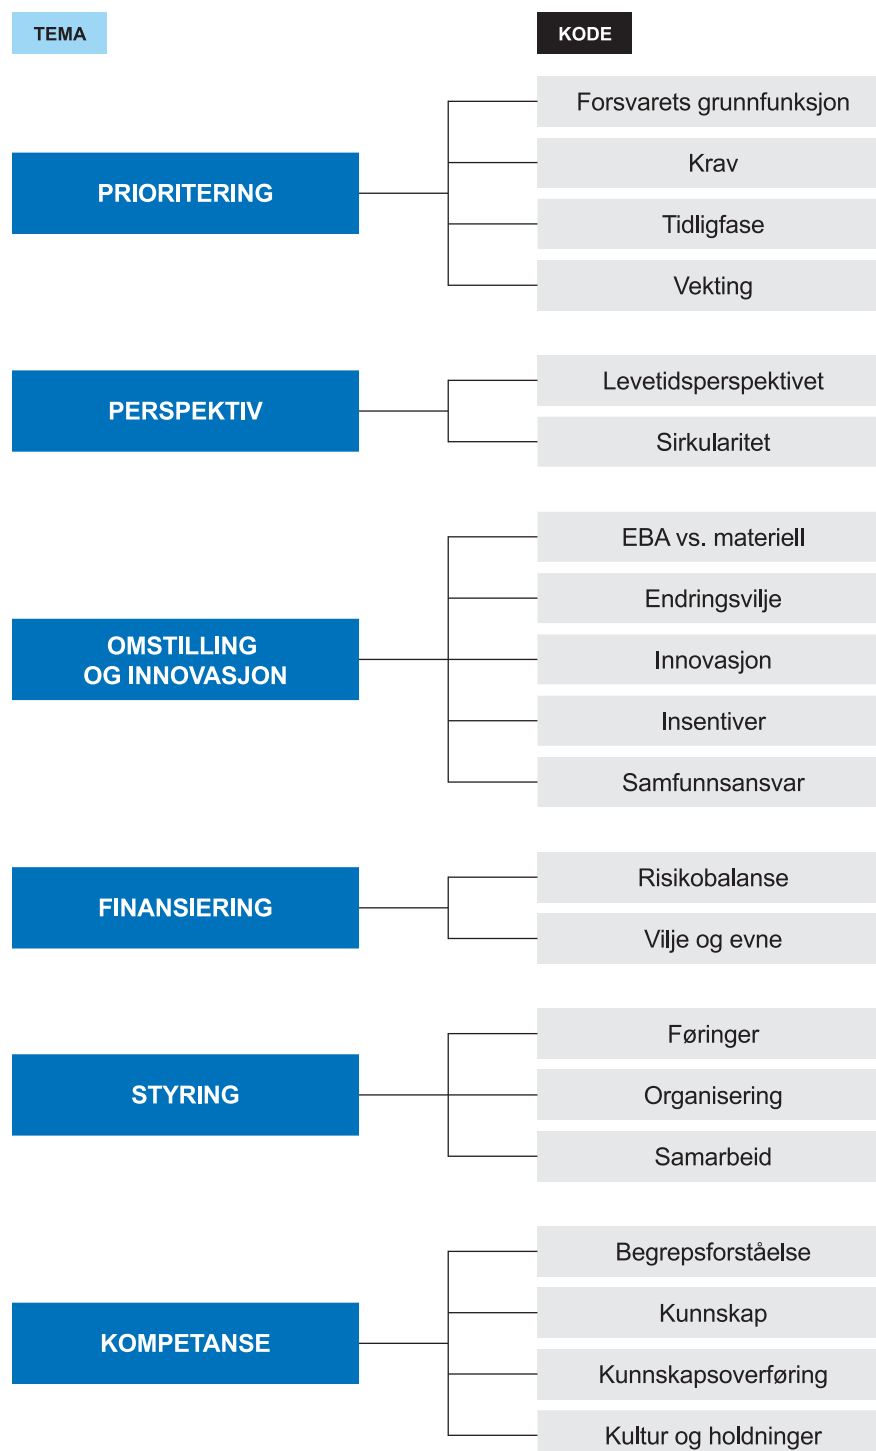 TEMA
KODE
PRIORITERING
Forsvarets grunnfunksjon
Krav
Tidligfase
Vekting
PERSPEKTIV
Levetidsperspektivet
Sirkularitet
OMSTILLING
OG INNOVASJON
EBA vs. materiell
Endringsvilje
Innovasjon
Insentiver
Samfunnsansvar
FINANSIERING
Risikobalanse
Vilje og evne
STYRING
Føringer
Organisering
Samarbeid
KOMPETANSE
Begrepsforståelse
Kunnskap
Kunnskapsoverføring
Kultur og holdninger